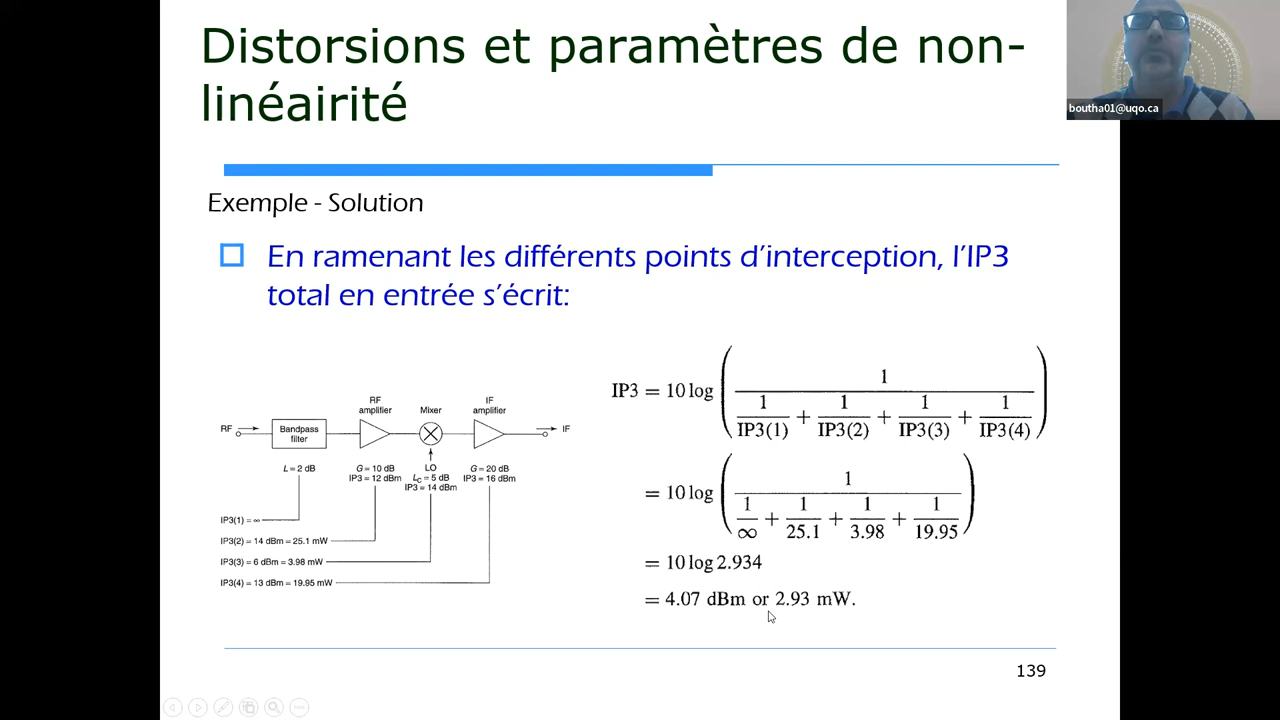 Distorsions et paramètres de non-
linéairité
boutha01@uqo.ca
Exemple - Solution
En ramenant les différents points d'interception, l'IP3
total en entrée s'écrit:
RF
Bandpass
filter
RF
amplifier
Mixer
IF
amplifier
IF
L = 2 dB
G = 10 dB
IP3 = 12 dBm
LO
L_C = 5 dB
IP3 = 14 dBm
G = 20 dB
IP3 = 16 dBm
IP3(1) = ∞
IP3(2) = 14 dBm = 25.1 mW
IP3(3) = 6 dBm = 3.98 mW
IP3(4) = 13 dBm = 19.95 mW
IP3 = 10 log ( 1 / ( 1/IP3(1) + 1/IP3(2) + 1/IP3(3) + 1/IP3(4) ) )
= 10 log ( 1 / ( 1/∞ + 1/25.1 + 1/3.98 + 1/19.95 ) )
= 10 log 2.934
= 4.07 dBm or 2.93 mW.
139